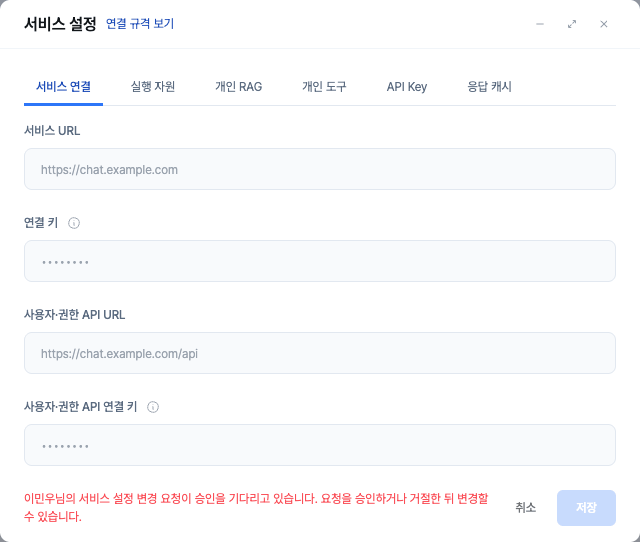 서비스 설정 연결 규격 보기
서비스 연결 실행 자원 개인 RAG 개인 도구 API Key 응답 캐시
서비스 URL
https://chat.example.com
연결 키
••••••••
사용자·권한 API URL
https://chat.example.com/api
사용자·권한 API 연결 키
••••••••
이민우님의 서비스 설정 변경 요청이 승인을 기다리고 있습니다. 요청을 승인하거나 거절한 뒤 변경할
수 있습니다.
취소 저장